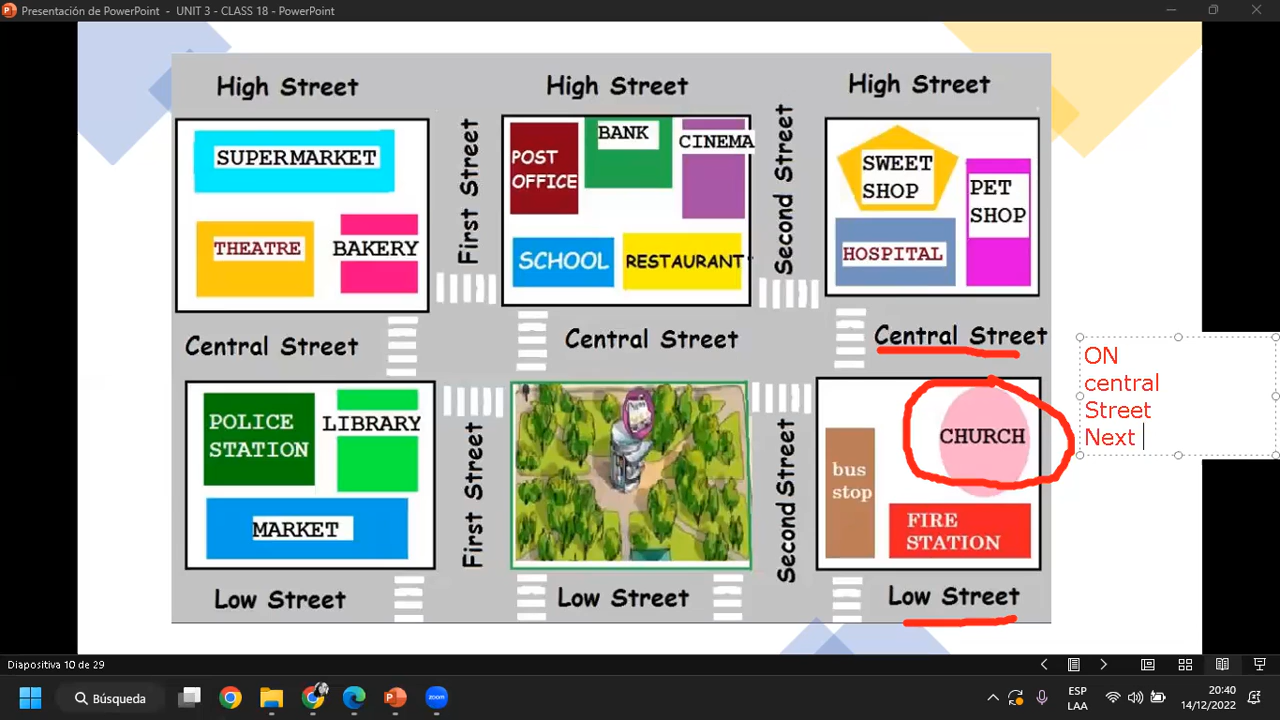 Presentación de PowerPoint - UNIT 3 - CLASS 18 - PowerPoint
High Street
High Street
High Street
SUPERMARKET
THEATRE
BAKERY
First Street
POST
OFFICE
BANK
CINEMA
SCHOOL
RESTAURANT
Second Street
SWEET
SHOP
PET
SHOP
HOSPITAL
Central Street
Central Street
Central Street
ON
central
Street
Next
POLICE
STATION
LIBRARY
MARKET
First Street
Second Street
CHURCH
bus
stop
FIRE
STATION
Low Street
Low Street
Low Street
Diapositiva 10 de 29
Búsqueda
zoom
ESP
LAA
20:40
14/12/2022